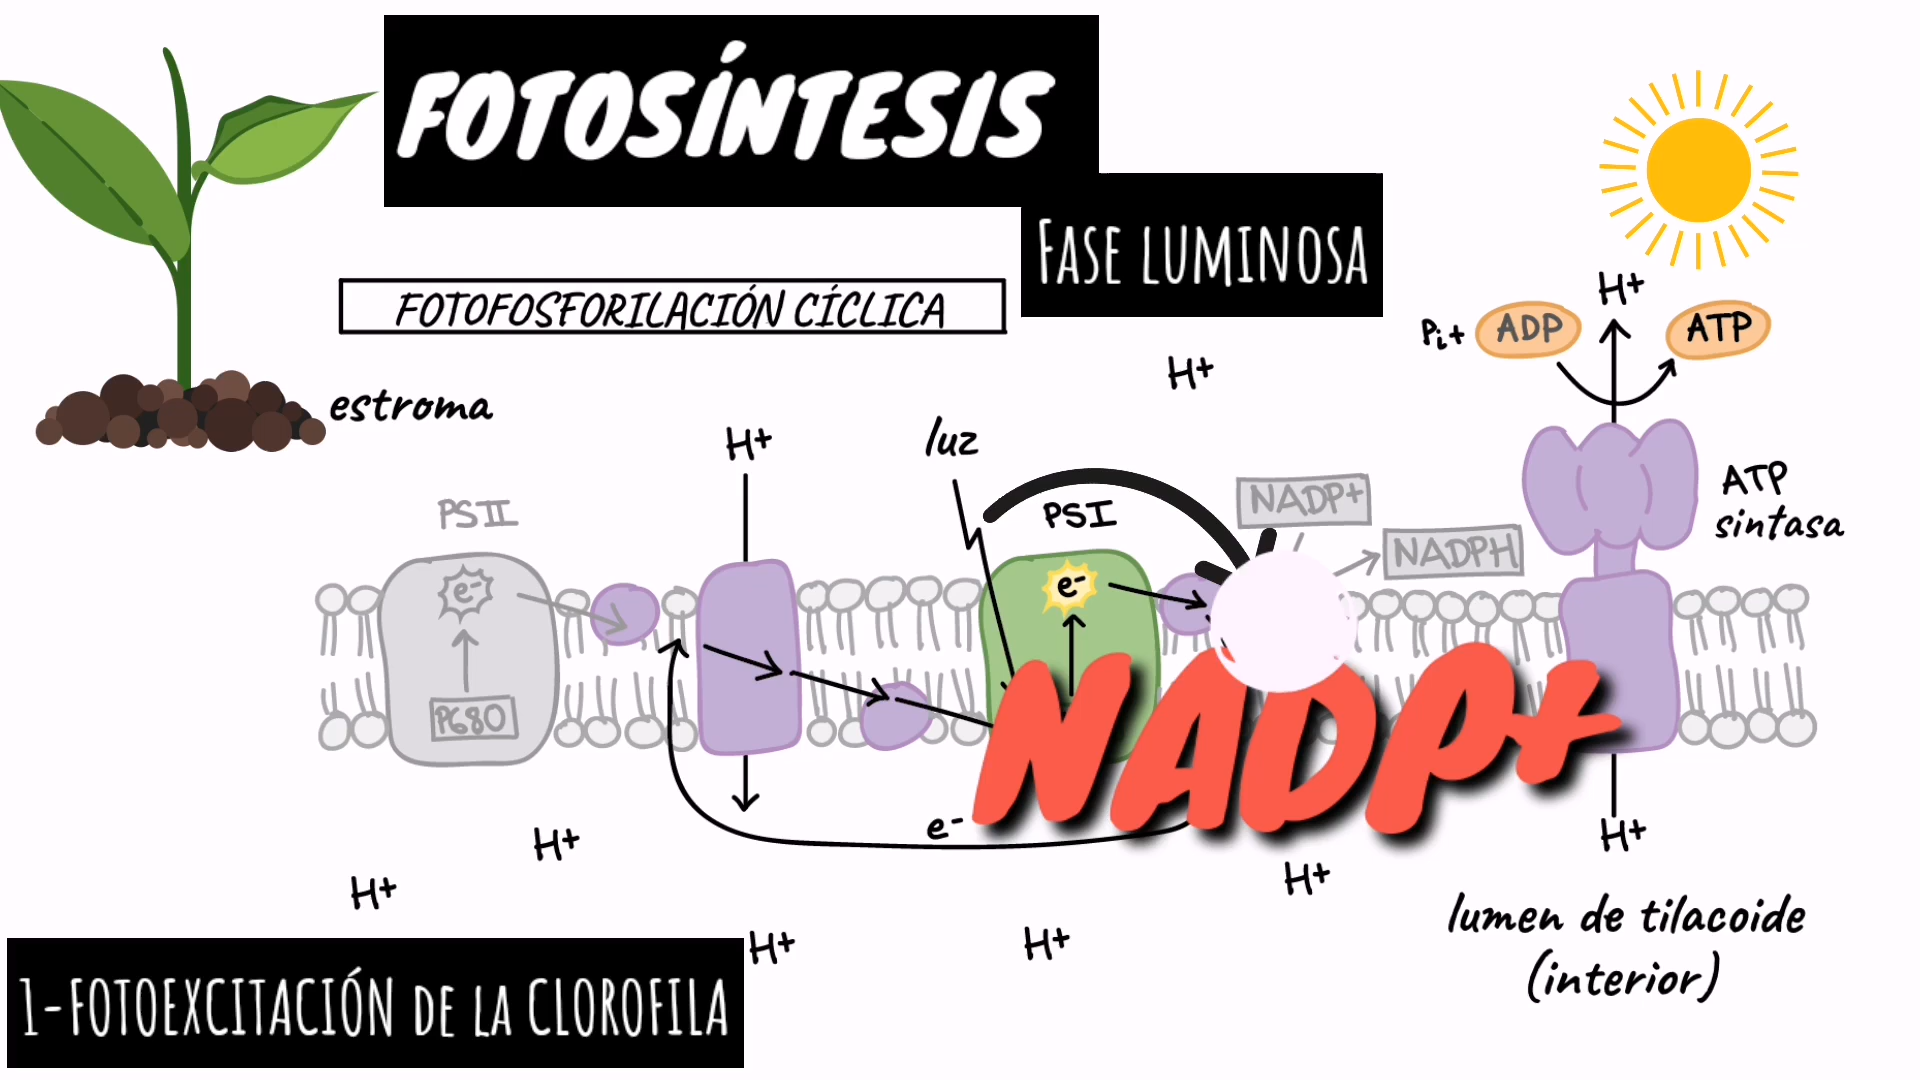 FOTOSÍNTESIS
FASE LUMINOSA
FOTOFOSFORILACIÓN CÍCLICA
H+
Pi+ ADP ATP
H+
estroma
H+
luz
PSII
PSI
NADP+
NADPH
ATP
sintasa
e-
e-
P680
NADP+
e-
H+
H+
H+
H+
H+
H+
lumen de tilacoide
(interior)
1-FOTOEXCITACIÓN DE LA CLOROFILA